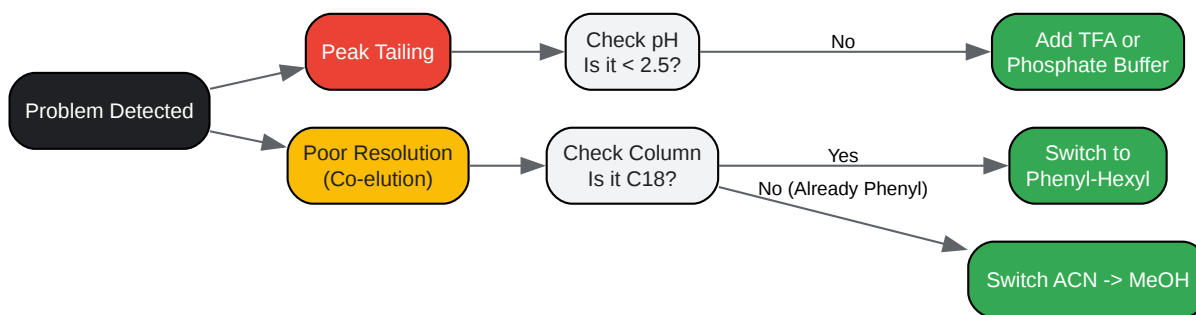 Problem Detected
Peak Tailing
Check pH
Is it < 2.5?
No
Add TFA or
Phosphate Buffer
Poor Resolution
(Co-elution)
Check Column
Is it C18?
Yes
Switch to
Phenyl-Hexyl
No (Already Phenyl)
Switch ACN -> MeOH